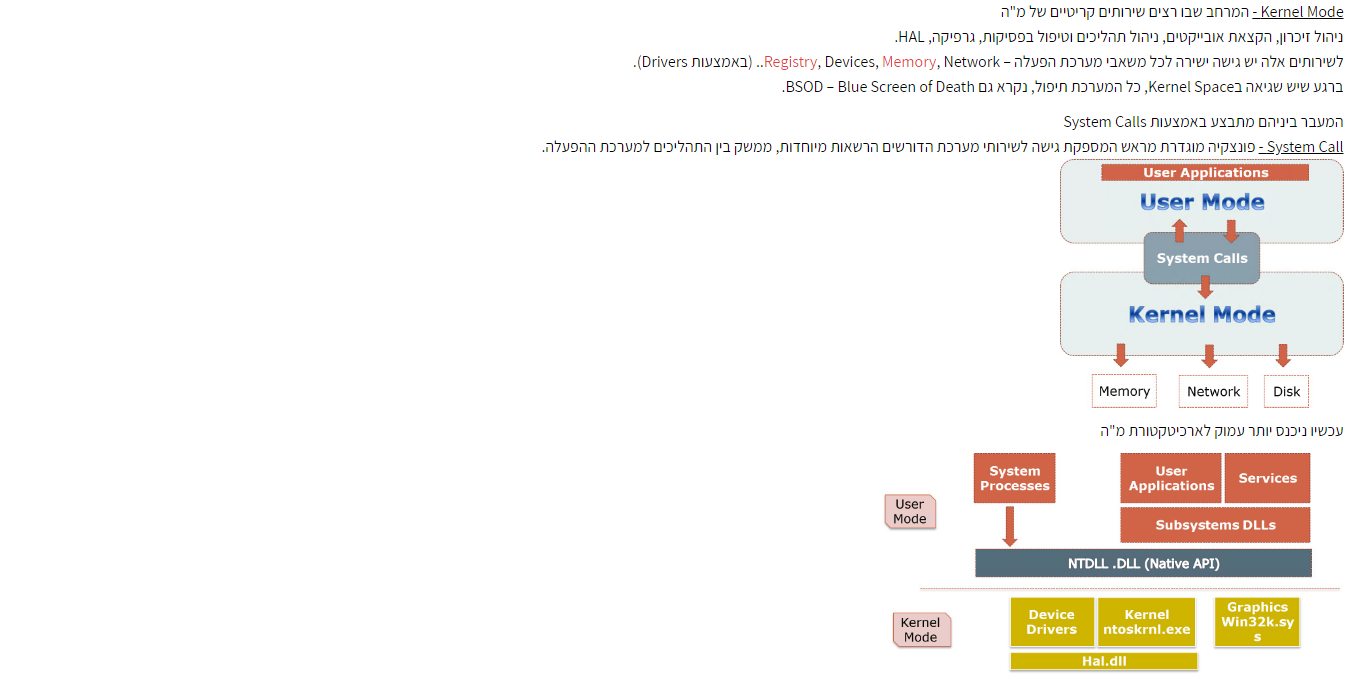 Kernel Mode - המרחב שבו רצים שירותים קריטיים של מ"ה
ניהול זיכרון, הקצאת אובייקטים, ניהול תהליכים וטיפול בפסיקות, גרפיקה, HAL.
לשירותים אלה יש גישה ישירה לכל משאבי מערכת הפעלה – Registry, Devices, Memory, Network.. (באמצעות Drivers).
ברגע שיש שגיאה בKernel Space, כל המערכת תיפול, נקרא גם BSOD – Blue Screen of Death.
המעבר ביניהם מתבצע באמצעות System Calls
System Call - פונצקיה מוגדרת מראש המספקת גישה לשירותי מערכת הדורשים הרשאות מיוחדות, ממשק בין התהליכים למערכת ההפעלה.
User Applications
User Mode
System Calls
Kernel Mode
Memory
Network
Disk
עכשיו ניכנס יותר עמוק לארכיטקטורת מ"ה
User
Mode
System
Processes
User
Applications
Services
Subsystems DLLs
NTDLL .DLL (Native API)
Kernel
Mode
Device
Drivers
Kernel
ntoskrnl.exe
Graphics
Win32k.sy
s
Hal.dll